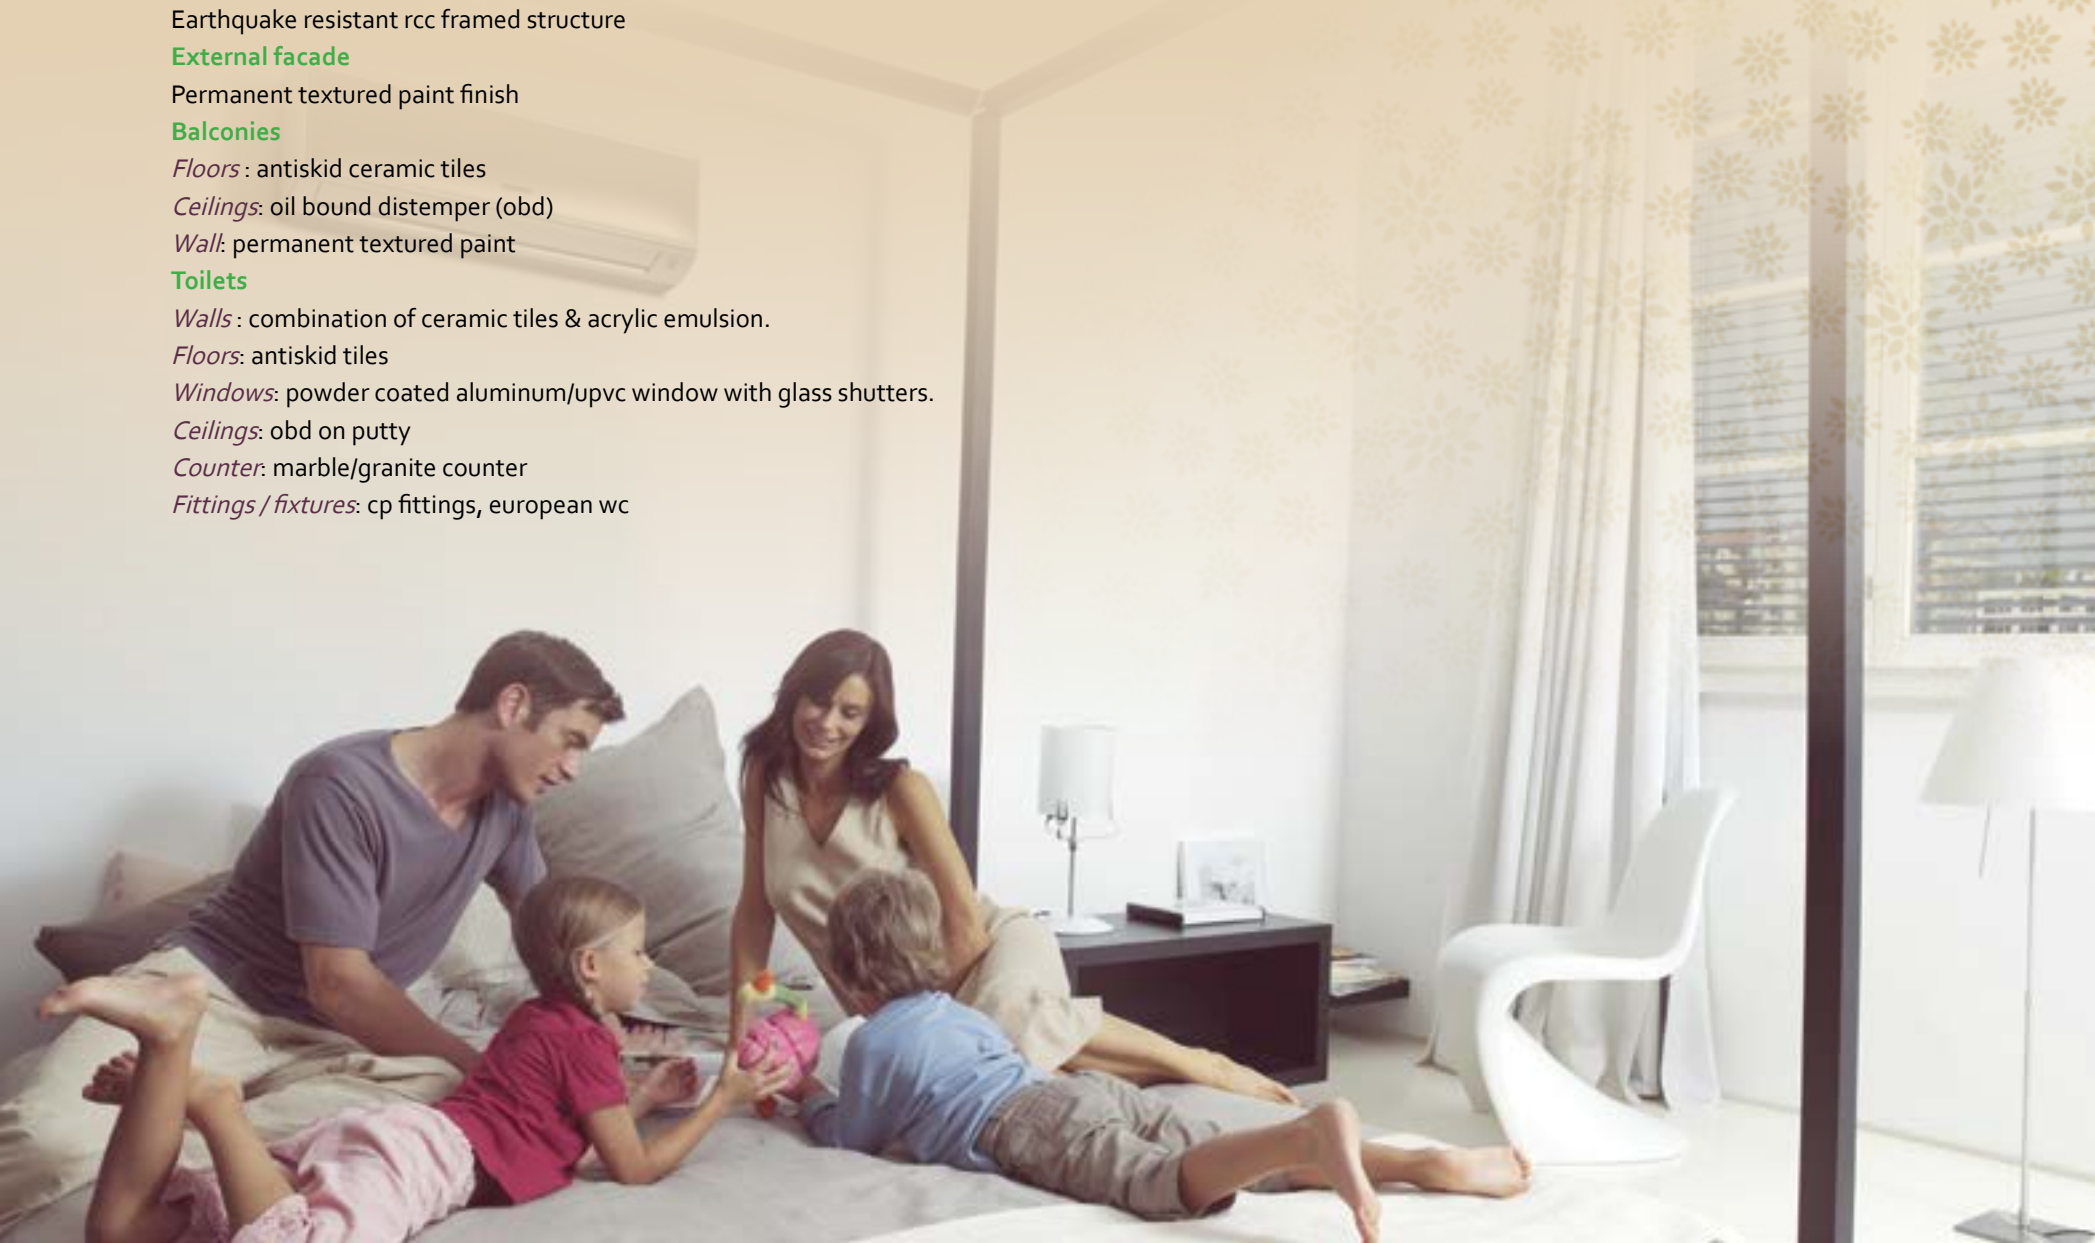 Earthquake resistant rcc framed structure
External facade
Permanent textured paint finish
Balconies
Floors : antiskid ceramic tiles
Ceilings: oil bound distemper (obd)
Wall: permanent textured paint
Toilets
Walls : combination of ceramic tiles & acrylic emulsion.
Floors: antiskid tiles
Windows: powder coated aluminum/upvc window with glass shutters.
Ceilings: obd on putty
Counter: marble/granite counter
Fittings / fixtures: cp fittings, european wc